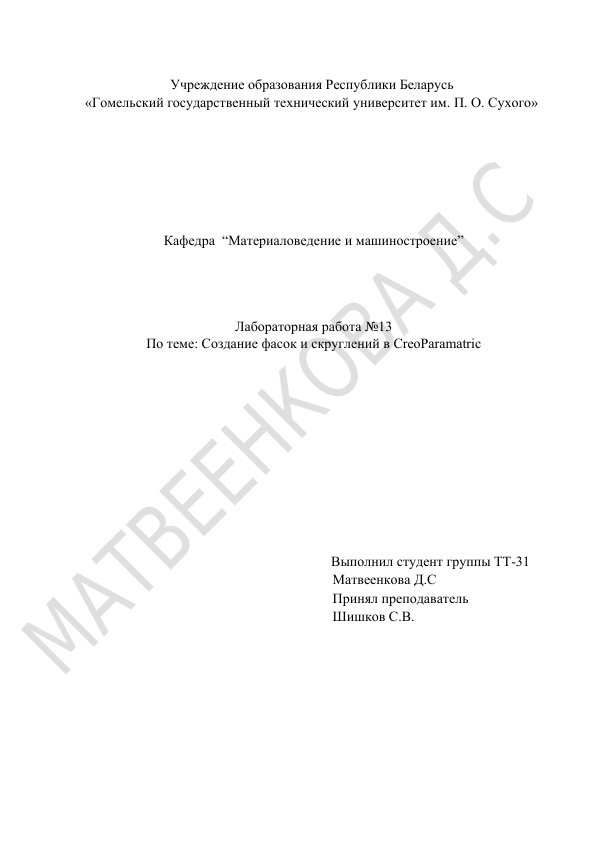 Учреждение образования Республики Беларусь
«Гомельский государственный технический университет им. П. О. Сухого»
Кафедра “Материаловедение и машиностроение”
Лабораторная работа №13
По теме: Создание фасок и скруглений в CreoParamatric
МАТВЕЕНКОВА Д.С
Выполнил студент группы ТТ-31
Матвеенкова Д.С
Принял преподаватель
Шишков С.В.